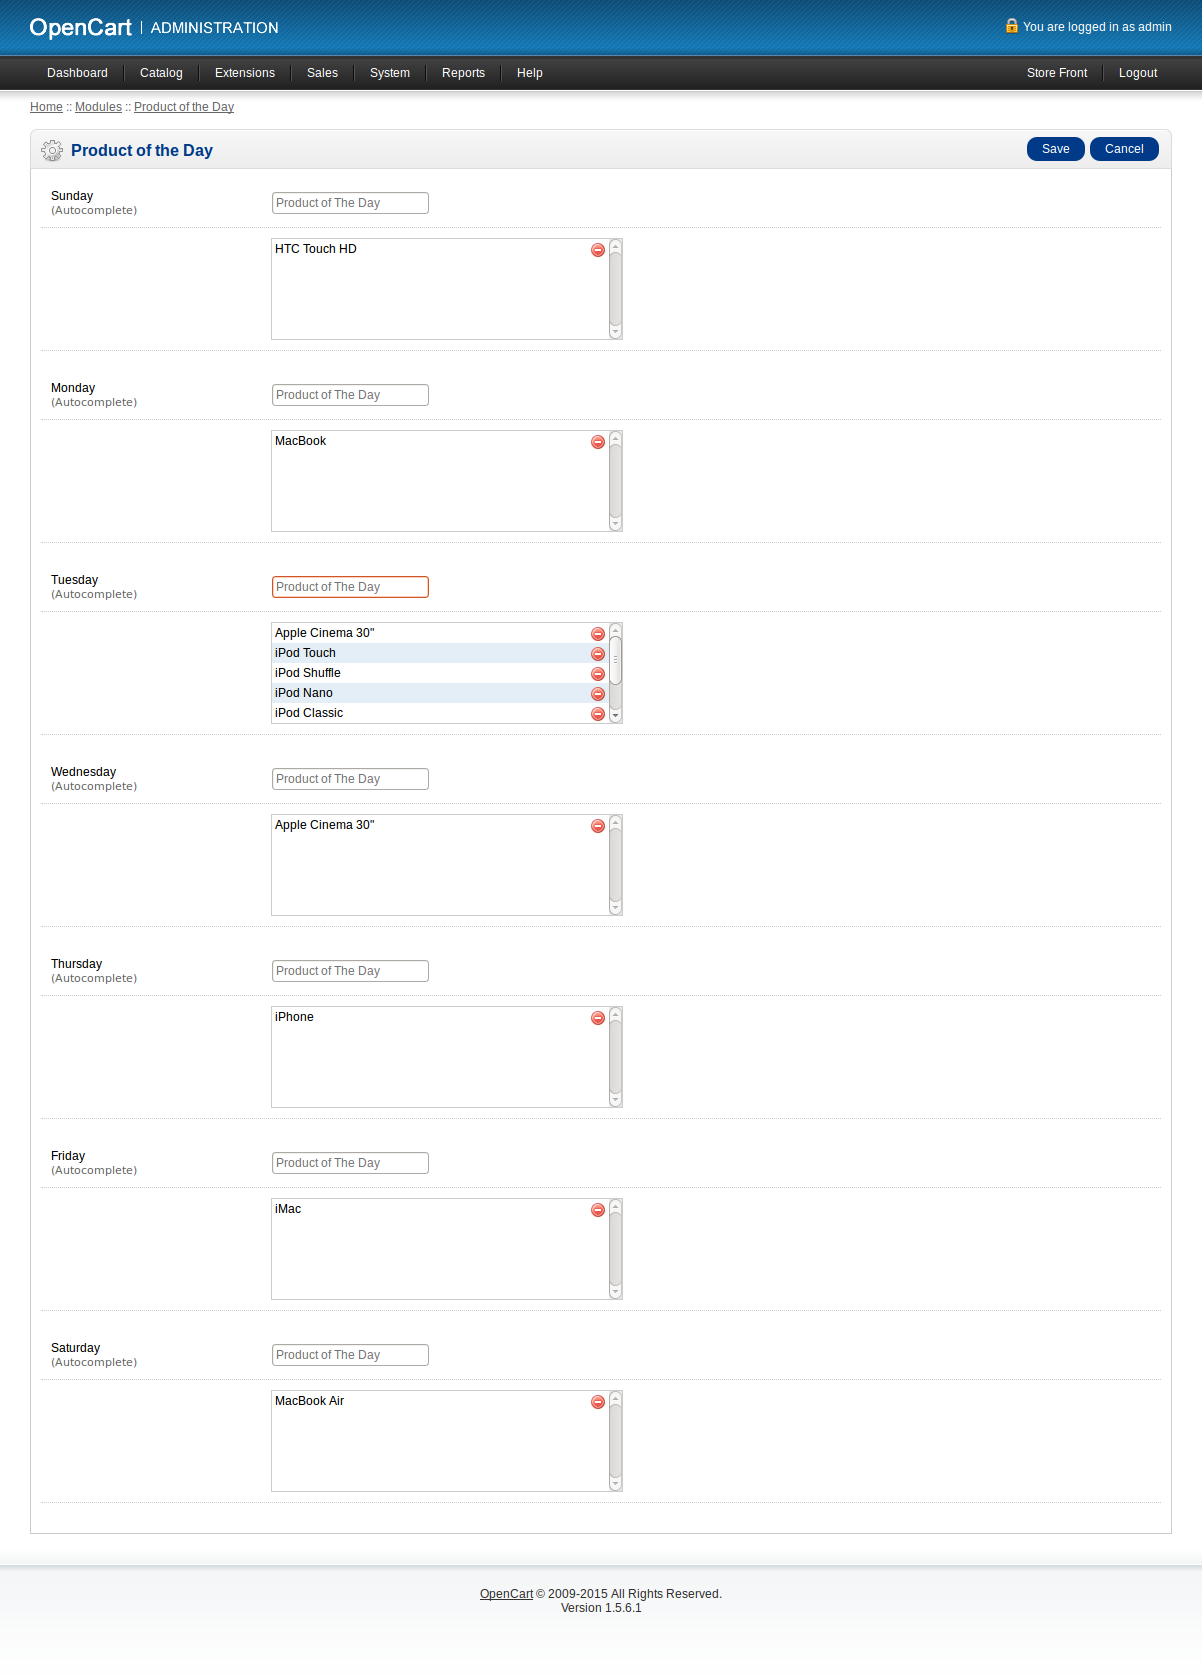 OpenCart | ADMINISTRATION
You are logged in as admin
Dashboard Catalog Extensions Sales System Reports Help Store Front Logout
Home :: Modules :: Product of the Day
Product of the Day Save Cancel
Sunday
(Autocomplete)
Product of The Day
HTC Touch HD
Monday
(Autocomplete)
Product of The Day
MacBook
Tuesday
(Autocomplete)
Product of The Day
Apple Cinema 30"
iPod Touch
iPod Shuffle
iPod Nano
iPod Classic
Wednesday
(Autocomplete)
Product of The Day
Apple Cinema 30"
Thursday
(Autocomplete)
Product of The Day
iPhone
Friday
(Autocomplete)
Product of The Day
iMac
Saturday
(Autocomplete)
Product of The Day
MacBook Air
OpenCart © 2009-2015 All Rights Reserved.
Version 1.5.6.1